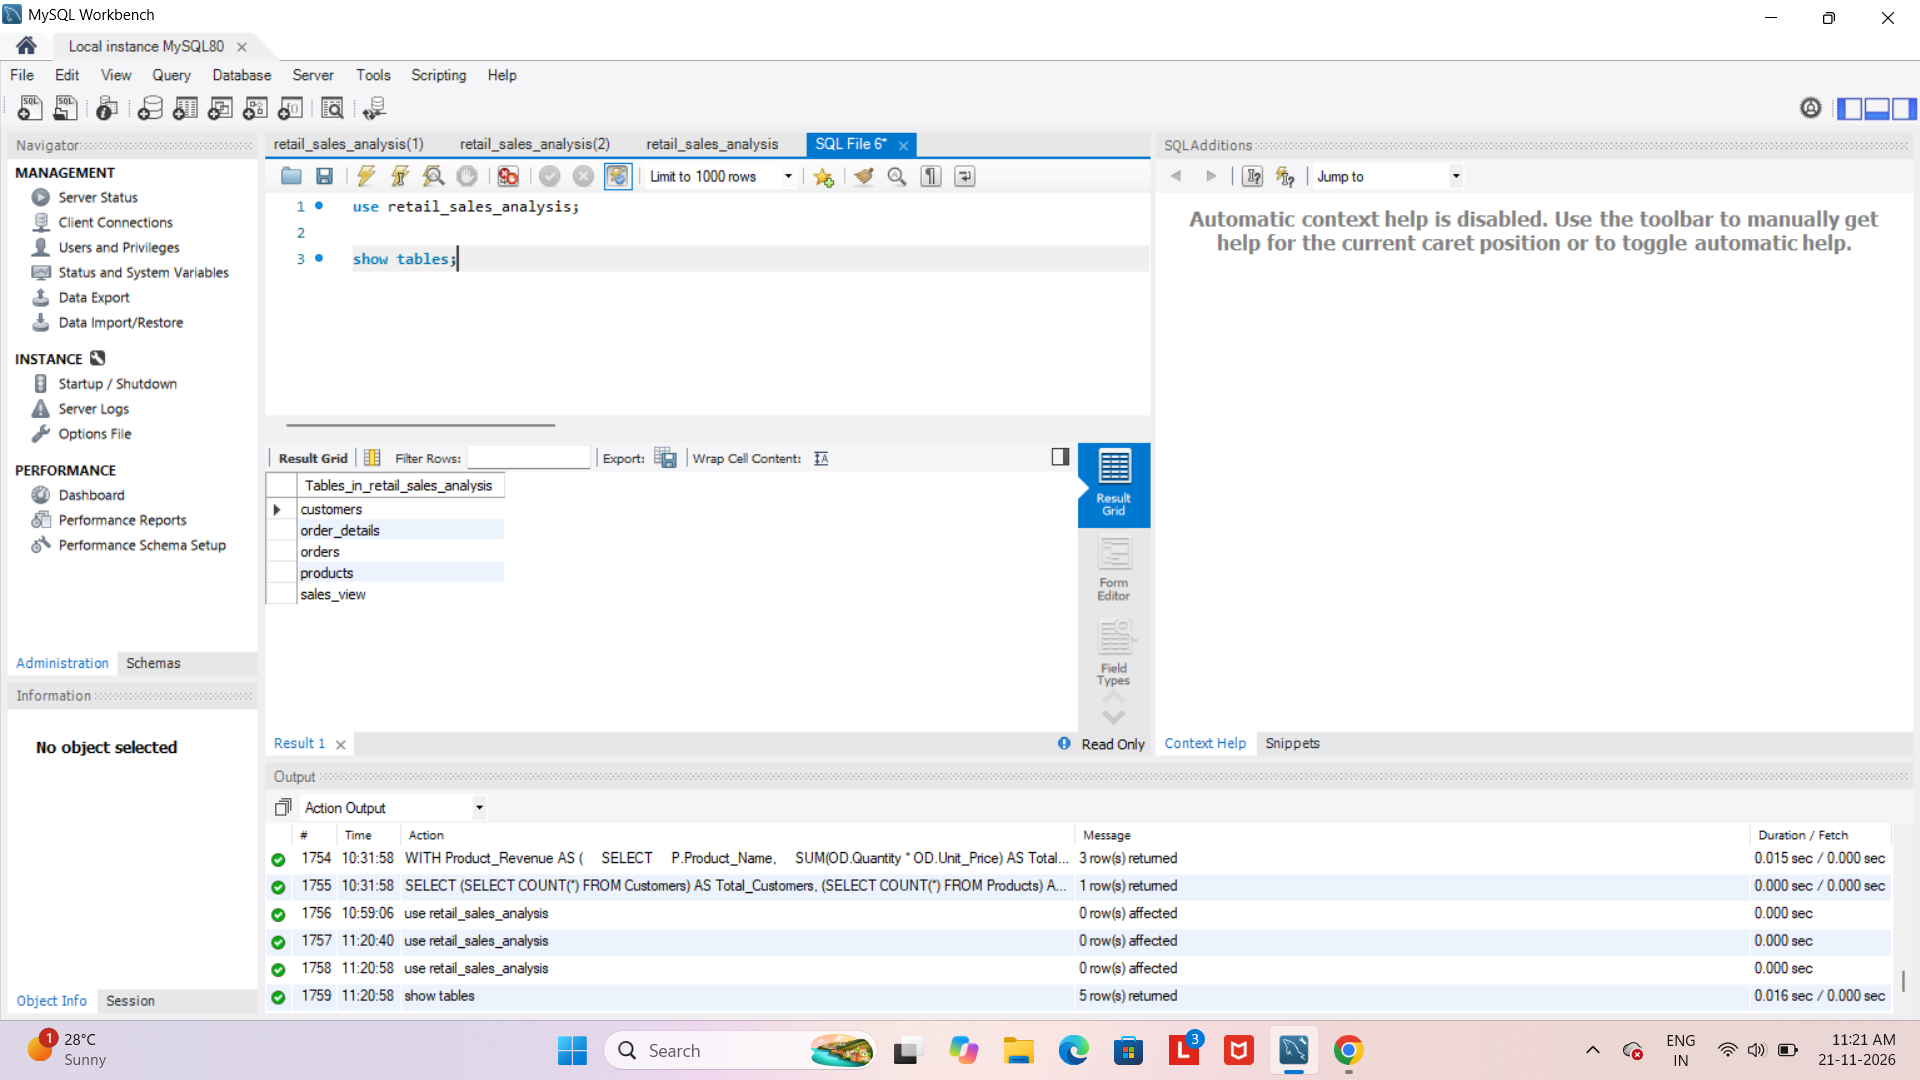 MySQL Workbench
Local instance MySQL80
File Edit View Query Database Server Tools Scripting Help
SQL SQL
Navigator
MANAGEMENT
Server Status
Client Connections
Users and Privileges
Status and System Variables
Data Export
Data Import/Restore
INSTANCE
Startup / Shutdown
Server Logs
Options File
PERFORMANCE
Dashboard
Performance Reports
Performance Schema Setup
Administration Schemas
Information
No object selected
Object Info Session
retail_sales_analysis(1) retail_sales_analysis(2) retail_sales_analysis SQL File 6*
Limit to 1000 rows
1 use retail_sales_analysis;
2
3 show tables;
Result Grid Filter Rows: Export: Wrap Cell Content:
Tables_in_retail_sales_analysis
customers
order_details
orders
products
sales_view
Result Grid
Form Editor
Field Types
Result 1 Read Only
SQLAdditions
Jump to
Automatic context help is disabled. Use the toolbar to manually get
help for the current caret position or to toggle automatic help.
Context Help Snippets
Output
Action Output
# Time Action Message Duration / Fetch
1754 10:31:58 WITH Product_Revenue AS ( SELECT P.Product_Name, SUM(OD.Quantity * OD.Unit_Price) AS Total... 3 row(s) returned 0.015 sec / 0.000 sec
1755 10:31:58 SELECT (SELECT COUNT(*) FROM Customers) AS Total_Customers, (SELECT COUNT(*) FROM Products) A... 1 row(s) returned 0.000 sec / 0.000 sec
1756 10:59:06 use retail_sales_analysis 0 row(s) affected 0.000 sec
1757 11:20:40 use retail_sales_analysis 0 row(s) affected 0.000 sec
1758 11:20:58 use retail_sales_analysis 0 row(s) affected 0.000 sec
1759 11:20:58 show tables 5 row(s) returned 0.016 sec / 0.000 sec
1 28°C
Sunny
Search
L 3
ENG
IN
11:21 AM
21-11-2026